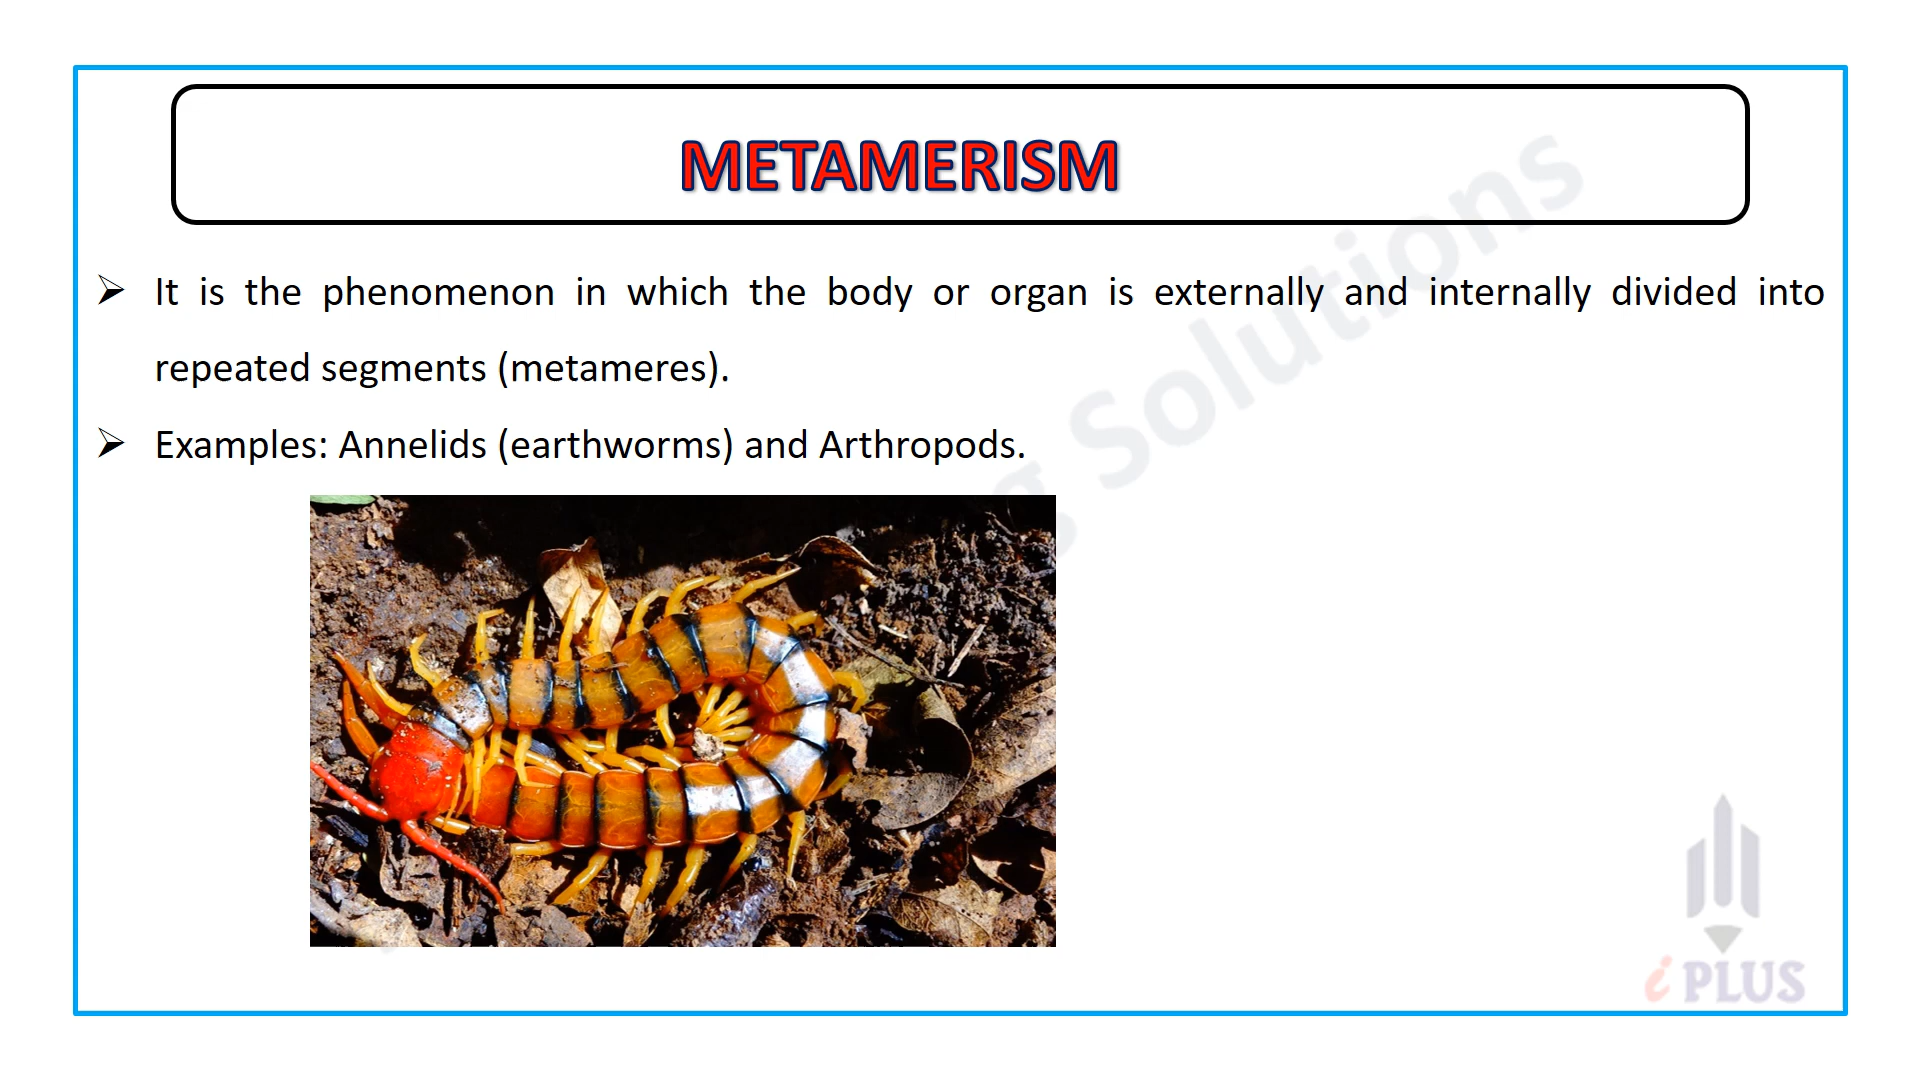 METAMERISM
It is the phenomenon in which the body or organ is externally and internally divided into
repeated segments (metameres).
Examples: Annelids (earthworms) and Arthropods.
Solutions
i PLUS